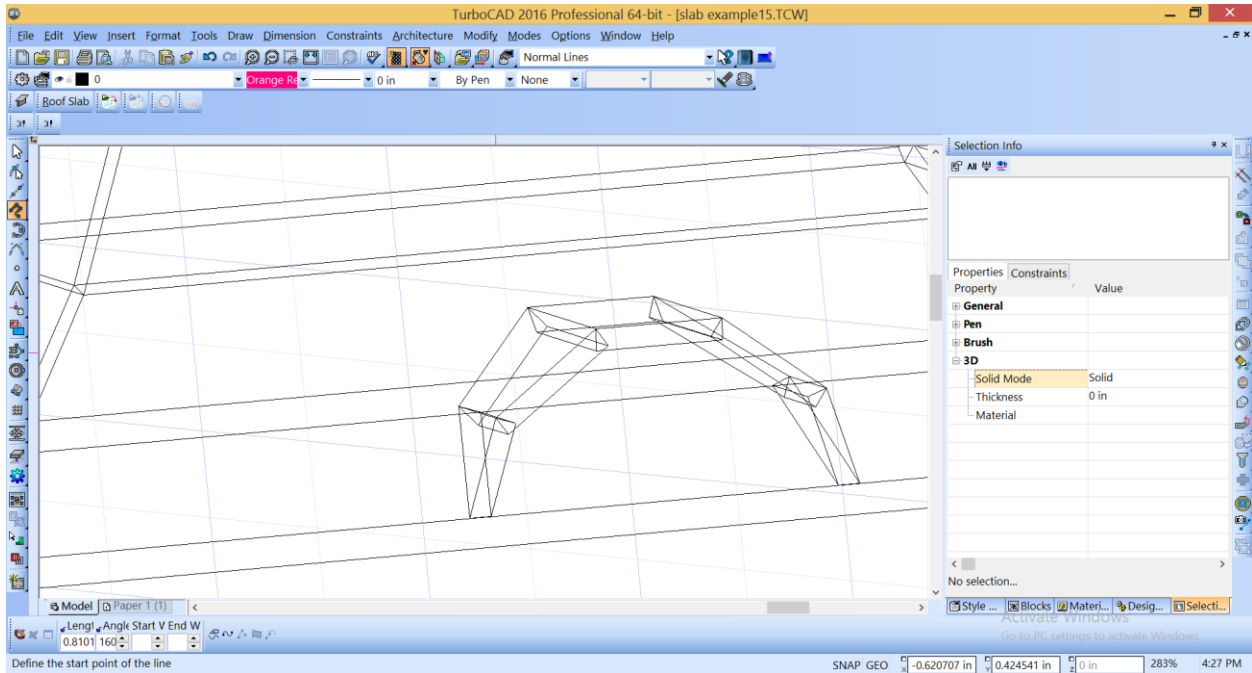 TurboCAD 2016 Professional 64-bit - [slab example15.TCW]
File Edit View Insert Format Tools Draw Dimension Constraints Architecture Modify Modes Options Window Help
Normal Lines
0 Orange Re 0 in By Pen None
Roof Slab
Selection Info
All
Properties Constraints
Property Value
General
Pen
Brush
3D
Solid Mode Solid
Thickness 0 in
Material
No selection...
Model Paper 1 (1) Style ... Blocks Materi... Desig... Selecti...
Activate Windows
Go to PC settings to activate Windows.
Lengt Angle Start V End W
0.8101 160
Define the start point of the line SNAP GEO X -0.620707 in Y 0.424541 in Z 0 in 283% 4:27 PM